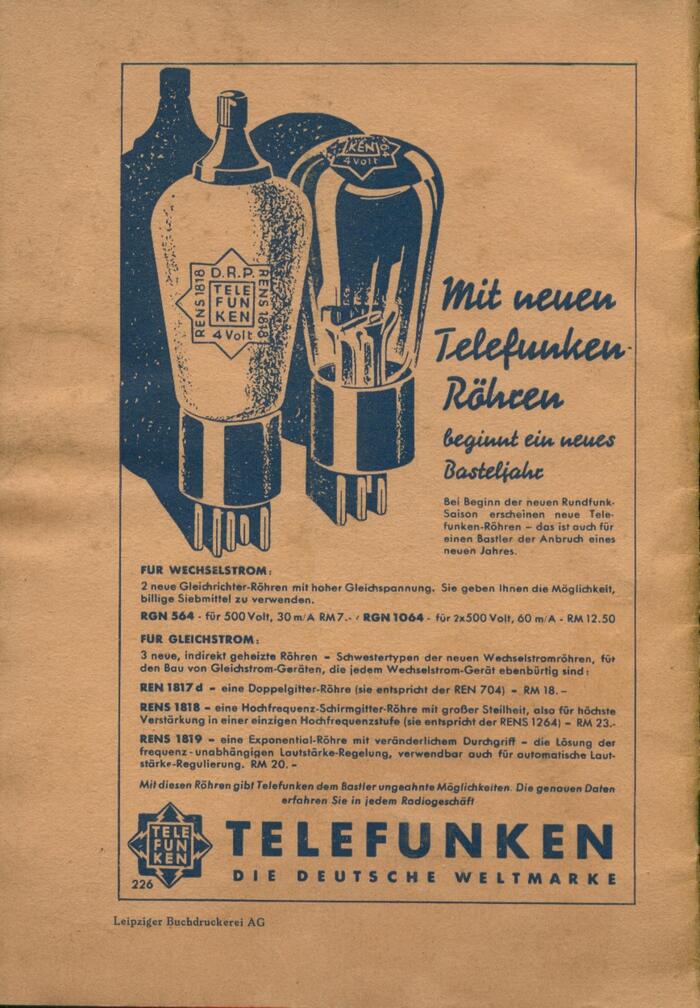 KEN 04
4 Volt
D.R.P.
RENS 1818
TELE
FUN
KEN
RENS 1818
4 Volt
Mit neuen
Telefunken-
Röhren
beginnt ein neues
Basteljahr
Bei Beginn der neuen Rundfunk-
Saison erscheinen neue Tele-
funken-Röhren – das ist auch für
einen Bastler der Anbruch eines
neuen Jahres.
FUR WECHSELSTROM:
2 neue Gleichrichter-Röhren mit hoher Gleichspannung. Sie geben Ihnen die Möglichkeit,
billige Siebmittel zu verwenden.
RGN 564 - für 500 Volt, 30 m/A RM 7.- / RGN 1064 - für 2x500 Volt, 60 m/A - RM 12.50
FUR GLEICHSTROM:
3 neue, indirekt geheizte Röhren – Schwestertypen der neuen Wechselstromröhren, für
den Bau von Gleichstrom-Geräten, die jedem Wechselstrom-Gerät ebenbürtig sind:
REN 1817 d – eine Doppelgitter-Röhre (sie entspricht der REN 704) – RM 18. –
RENS 1818 – eine Hochfrequenz-Schirmgitter-Röhre mit großer Steilheit, also für höchste
Verstärkung in einer einzigen Hochfrequenzstufe (sie entspricht der RENS 1264) – RM 23.-
RENS 1819 – eine Exponential-Röhre mit veränderlichem Durchgriff – die Lösung der
frequenz-unabhängigen Lautstärke-Regelung, verwendbar auch für automatische Laut-
stärke-Regulierung. RM 20. –
Mit diesen Röhren gibt Telefunken dem Bastler ungeahnte Möglichkeiten. Die genauen Daten
erfahren Sie in jedem Radiogeschäft
TELE
FUN
KEN
TELEFUNKEN
DIE DEUTSCHE WELTMARKE
226
Leipziger Buchdruckerei AG